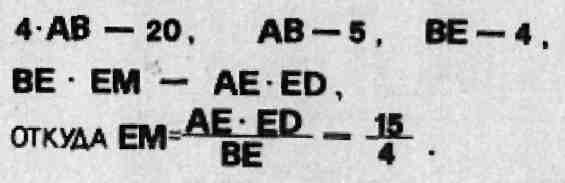 4·AB — 20, AB — 5, BE — 4,
BE · EM — AE · ED,
ОТКУДА EM = AE · ED / BE — 15 / 4 .